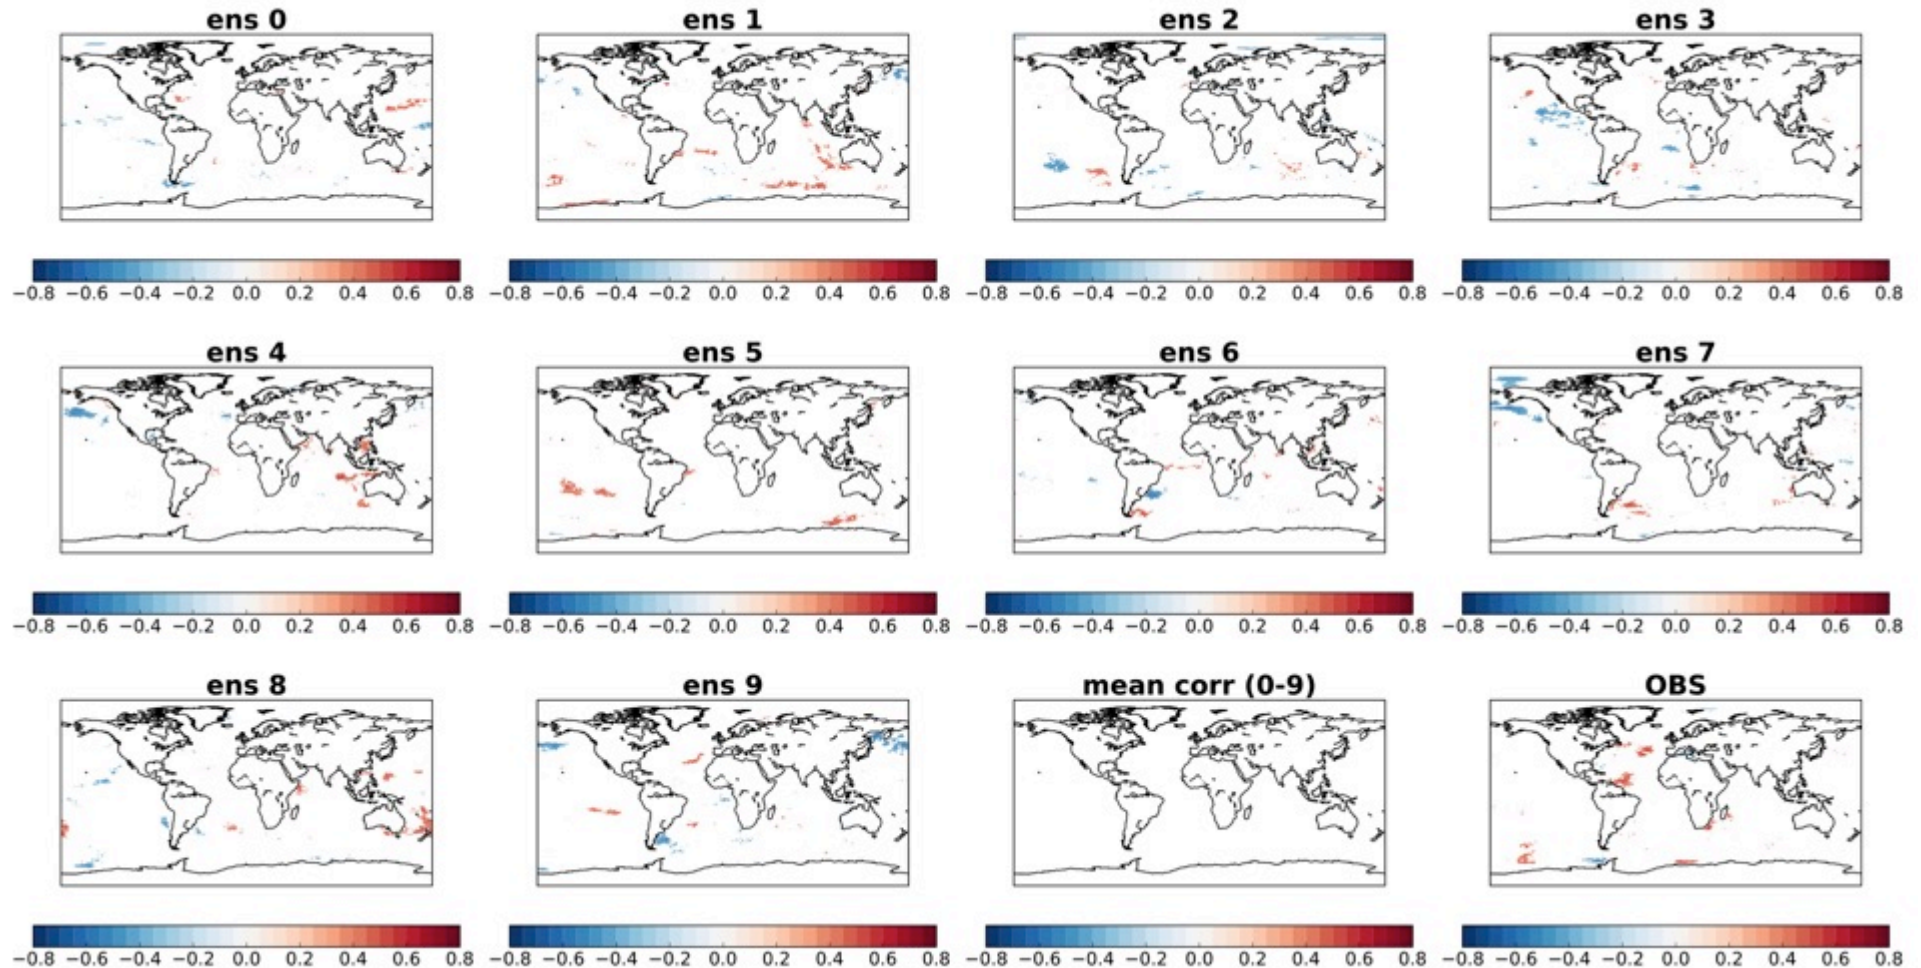 ens 0 ens 1 ens 2 ens 3
−0.8 −0.6 −0.4 −0.2 0.0 0.2 0.4 0.6 0.8 −0.8 −0.6 −0.4 −0.2 0.0 0.2 0.4 0.6 0.8 −0.8 −0.6 −0.4 −0.2 0.0 0.2 0.4 0.6 0.8 −0.8 −0.6 −0.4 −0.2 0.0 0.2 0.4 0.6 0.8
ens 4 ens 5 ens 6 ens 7
−0.8 −0.6 −0.4 −0.2 0.0 0.2 0.4 0.6 0.8 −0.8 −0.6 −0.4 −0.2 0.0 0.2 0.4 0.6 0.8 −0.8 −0.6 −0.4 −0.2 0.0 0.2 0.4 0.6 0.8 −0.8 −0.6 −0.4 −0.2 0.0 0.2 0.4 0.6 0.8
ens 8 ens 9 mean corr (0-9) OBS
−0.8 −0.6 −0.4 −0.2 0.0 0.2 0.4 0.6 0.8 −0.8 −0.6 −0.4 −0.2 0.0 0.2 0.4 0.6 0.8 −0.8 −0.6 −0.4 −0.2 0.0 0.2 0.4 0.6 0.8 −0.8 −0.6 −0.4 −0.2 0.0 0.2 0.4 0.6 0.8